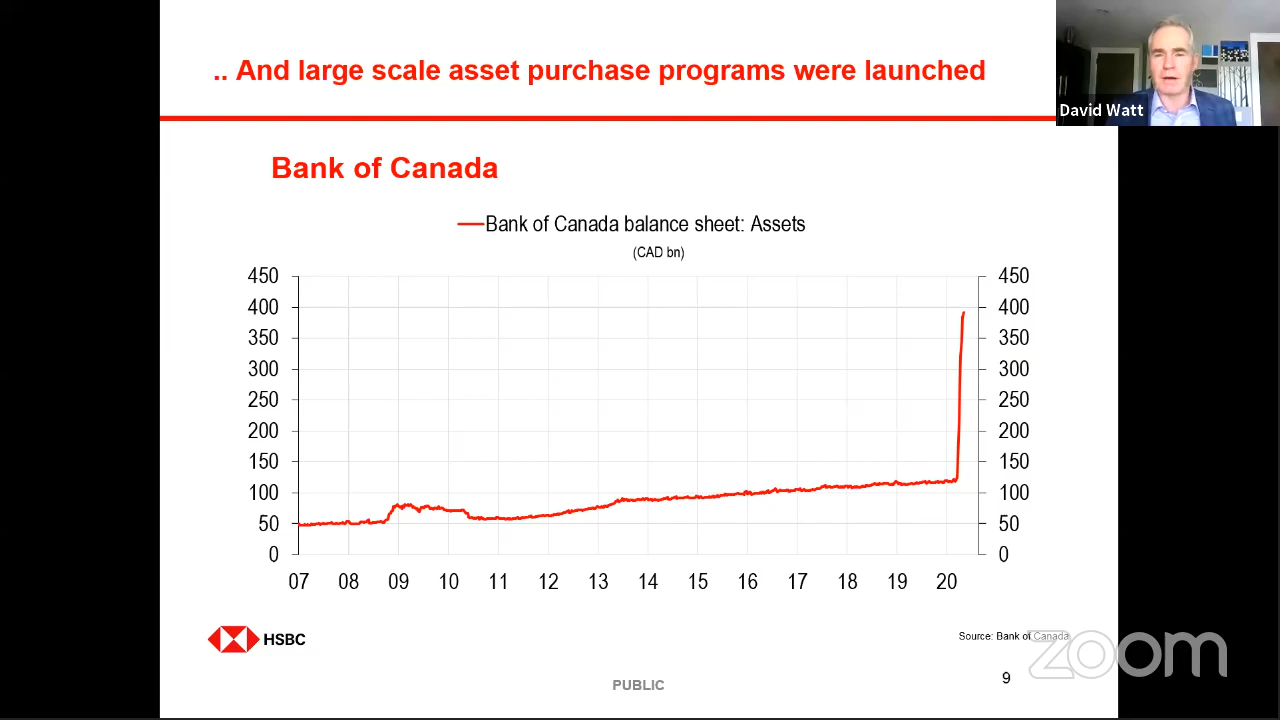 .. And large scale asset purchase programs were launched
David Watt
Bank of Canada
Bank of Canada balance sheet: Assets
(CAD bn)
450 450
400 400
350 350
300 300
250 250
200 200
150 150
100 100
50 50
0 0
07 08 09 10 11 12 13 14 15 16 17 18 19 20
HSBC
Source: Bank of Canada
zoom
9
PUBLIC